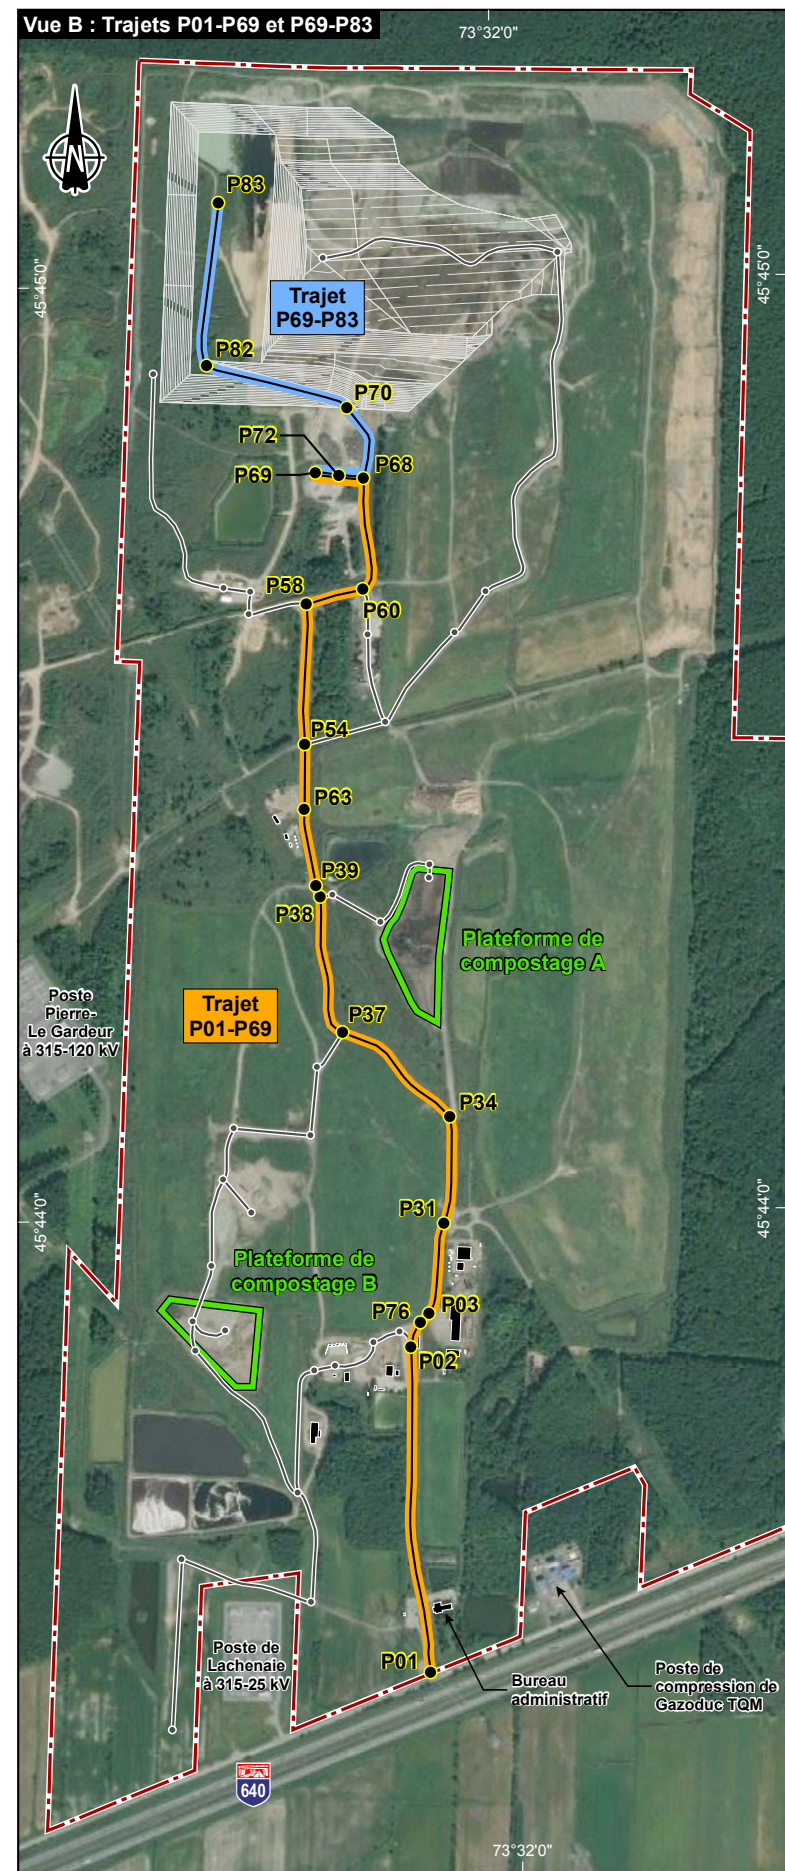 Vue B : Trajets P01-P69 et P69-P83
73°32'0"
N
P83
45°45'0"
45°45'0"
Trajet
P69-P83
P82
P70
P72
P69
P68
P58
P60
P54
P63
P39
P38
Plateforme de
compostage A
Poste
Pierre-
Le Gardeur
à 315-120 kV
Trajet
P01-P69
P37
P34
P31
45°44'0"
45°44'0"
Plateforme de
compostage B
P76
P03
P02
P01
Poste de
Lachenaie
à 315-25 kV
Bureau
administratif
Poste de
compression de
Gazoduc TQM
640
73°32'0"